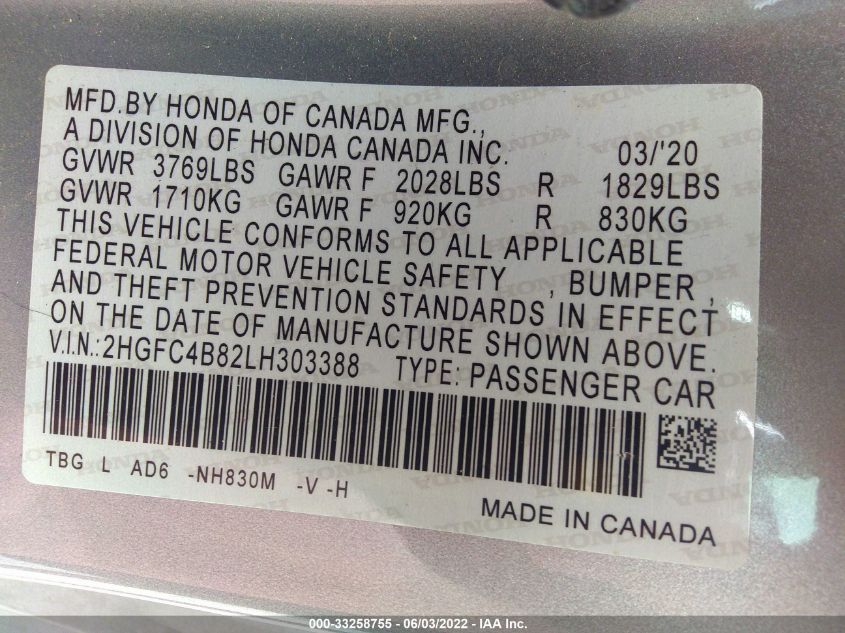 MFD.BY HONDA OF CANADA MFG.,
A DIVISION OF HONDA CANADA INC. 03/'20
GVWR 3769LBS GAWR F 2028LBS R 1829LBS
GVWR 1710KG GAWR F 920KG R 830KG
THIS VEHICLE CONFORMS TO ALL APPLICABLE
FEDERAL MOTOR VEHICLE SAFETY , BUMPER ,
AND THEFT PREVENTION STANDARDS IN EFFECT
ON THE DATE OF MANUFACTURE SHOWN ABOVE.
V.I.N.:2HGFC4B82LH303388 TYPE: PASSENGER CAR
TBG L AD6 -NH830M -V -H
MADE IN CANADA
000-33258755 - 06/03/2022 - IAA Inc.